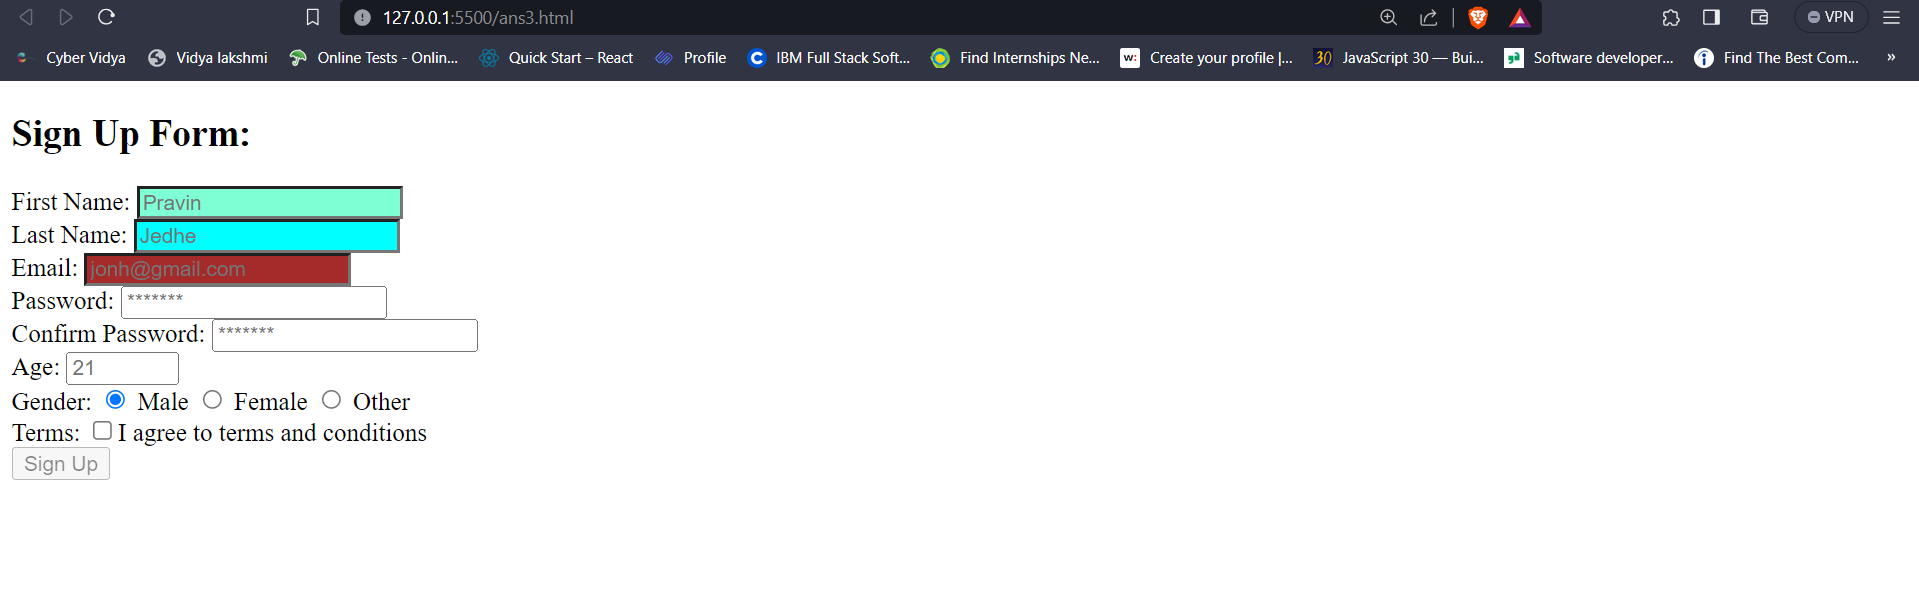 127.0.0.1:5500/ans3.html VPN
Cyber Vidya Vidya lakshmi Online Tests - Onlin... Quick Start – React Profile IBM Full Stack Soft... Find Internships Ne... w: Create your profile |... 30 JavaScript 30 — Bui... Software developer... Find The Best Com... »
Sign Up Form:
First Name: Pravin
Last Name: Jedhe
Email: jonh@gmail.com
Password: *******
Confirm Password: *******
Age: 21
Gender: Male Female Other
Terms: I agree to terms and conditions
Sign Up